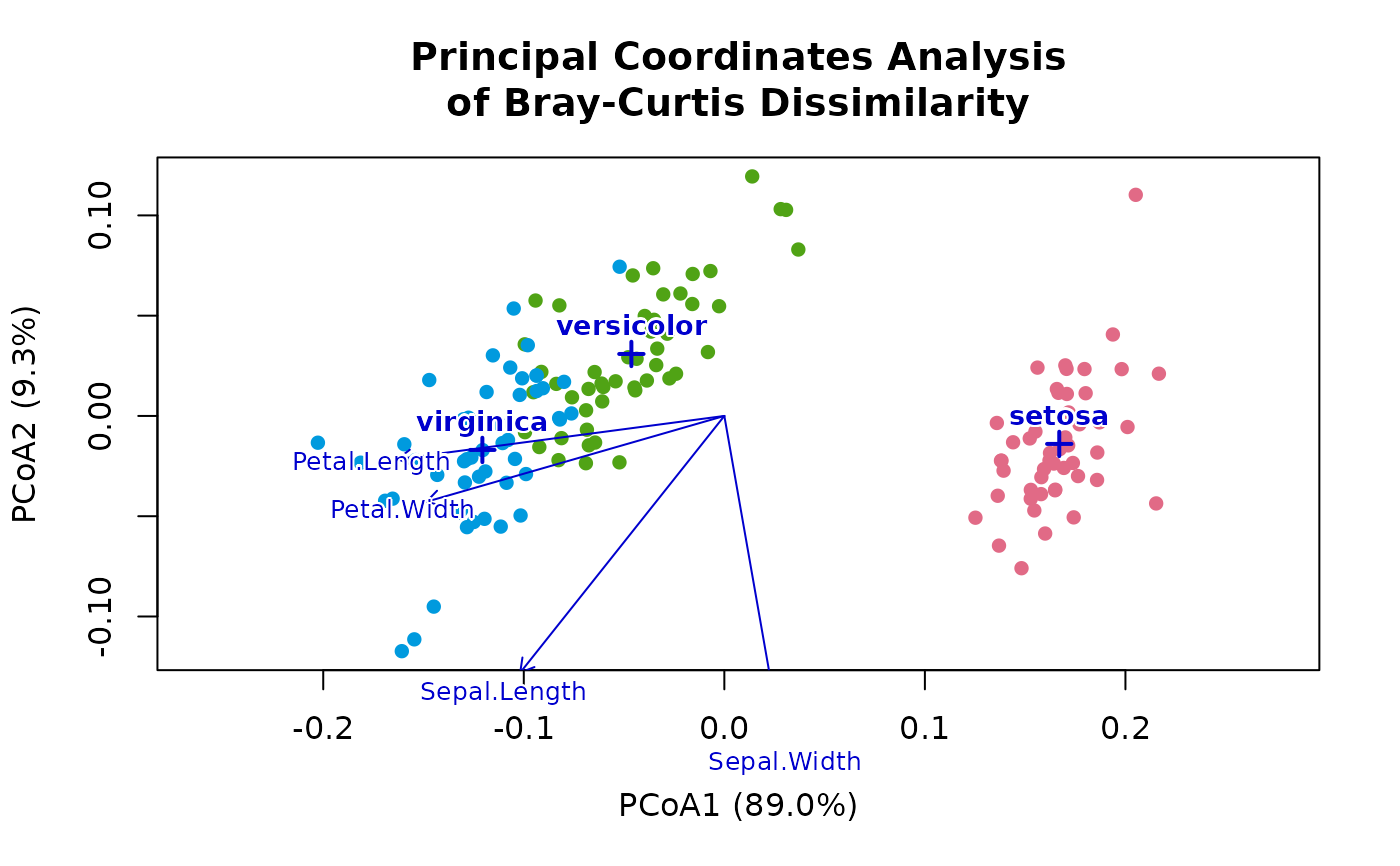 Principal Coordinates Analysis
of Bray-Curtis Dissimilarity
PCoA2 (9.3%)
0.10
0.00
-0.10
versicolor
virginica
setosa
Petal.Length
Petal.Width
Sepal.Length
-0.2
-0.1
0.0
0.1
0.2
Sepal.Width
PCoA1 (89.0%)